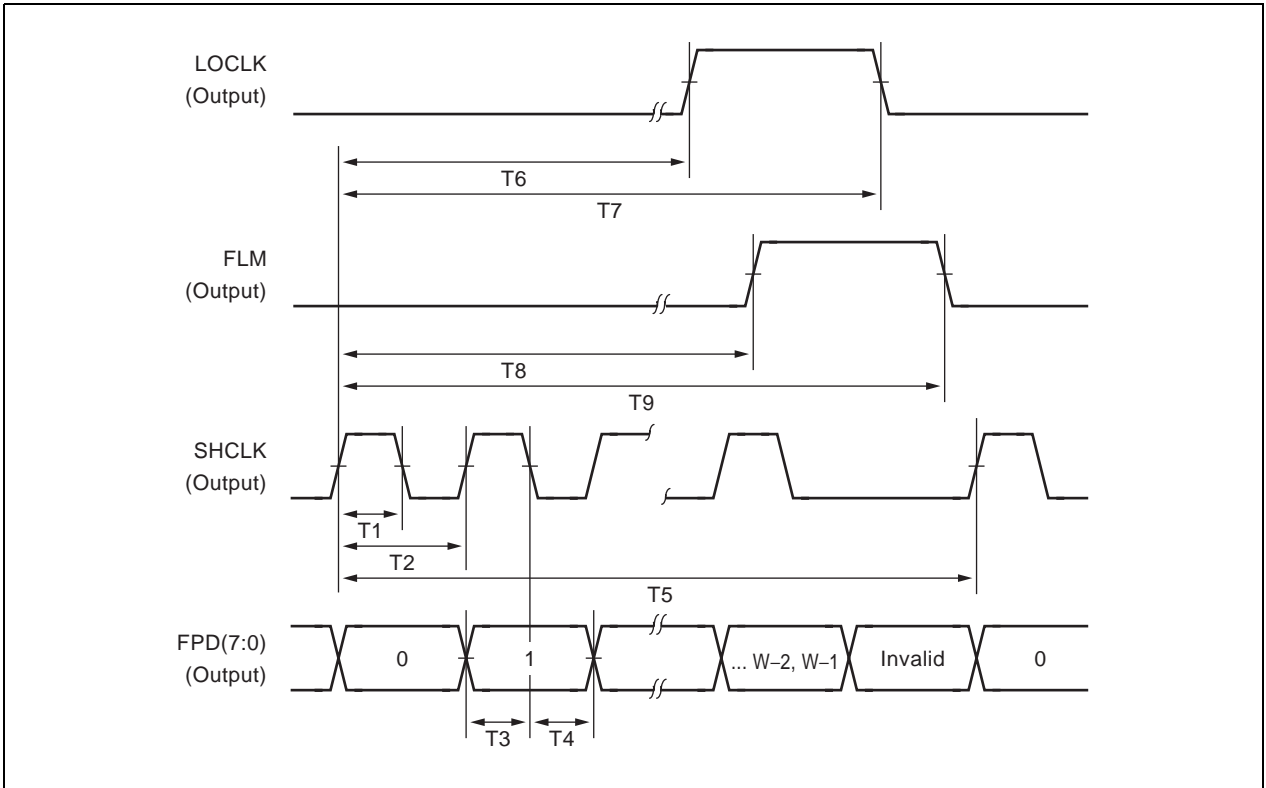 LOCLK
(Output)
T6
T7
FLM
(Output)
T8
T9
SHCLK
(Output)
T1
T2
T5
FPD(7:0)
(Output)
0
1
... W–2, W–1
Invalid
0
T3
T4